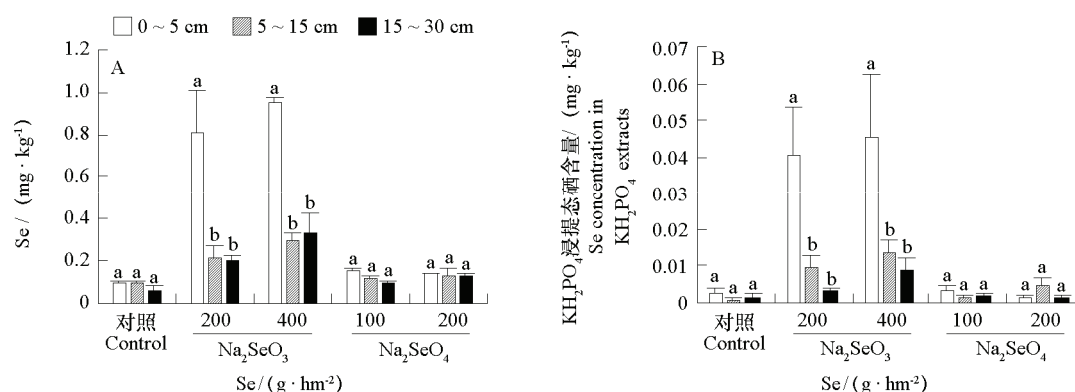 0 ~ 5 cm 5 ~ 15 cm 15 ~ 30 cm
A
Se / (mg · kg⁻¹)
1.2
1.0
0.8
0.6
0.4
0.2
0
a a a
a b b
a b b
a a a
a a a
对照 200 400 100 200
Control
Na₂SeO₃ Na₂SeO₄
Se/(g · hm⁻²)
B
KH₂PO₄浸提态硒含量/ (mg · kg⁻¹)
Se concentration in
KH₂PO₄ extracts
0.07
0.06
0.05
0.04
0.03
0.02
0.01
0
a a a
a b b
a b b
a a a
a a a
对照 200 400 100 200
Control
Na₂SeO₃ Na₂SeO₄
Se/(g · hm⁻²)